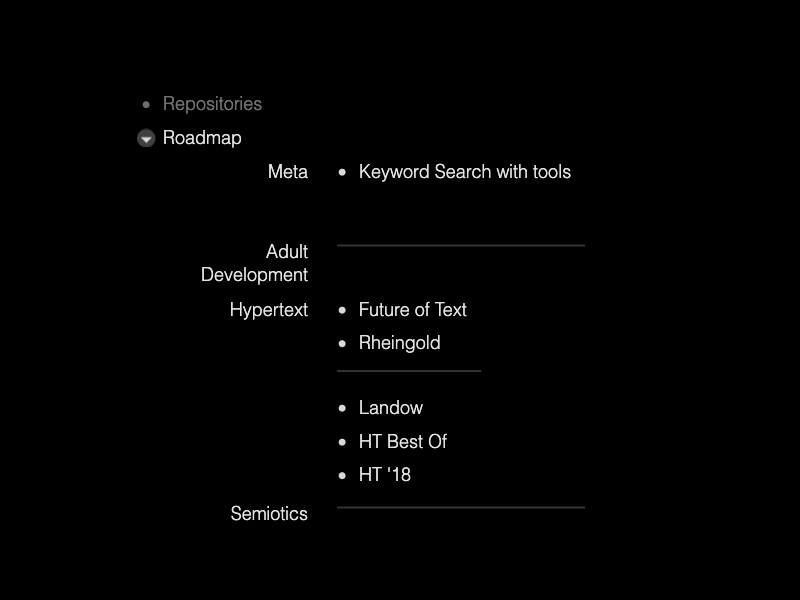 Repositories
Roadmap
Meta
Keyword Search with tools
Adult
Development
Hypertext
Future of Text
Rheingold
Landow
HT Best Of
HT '18
Semiotics